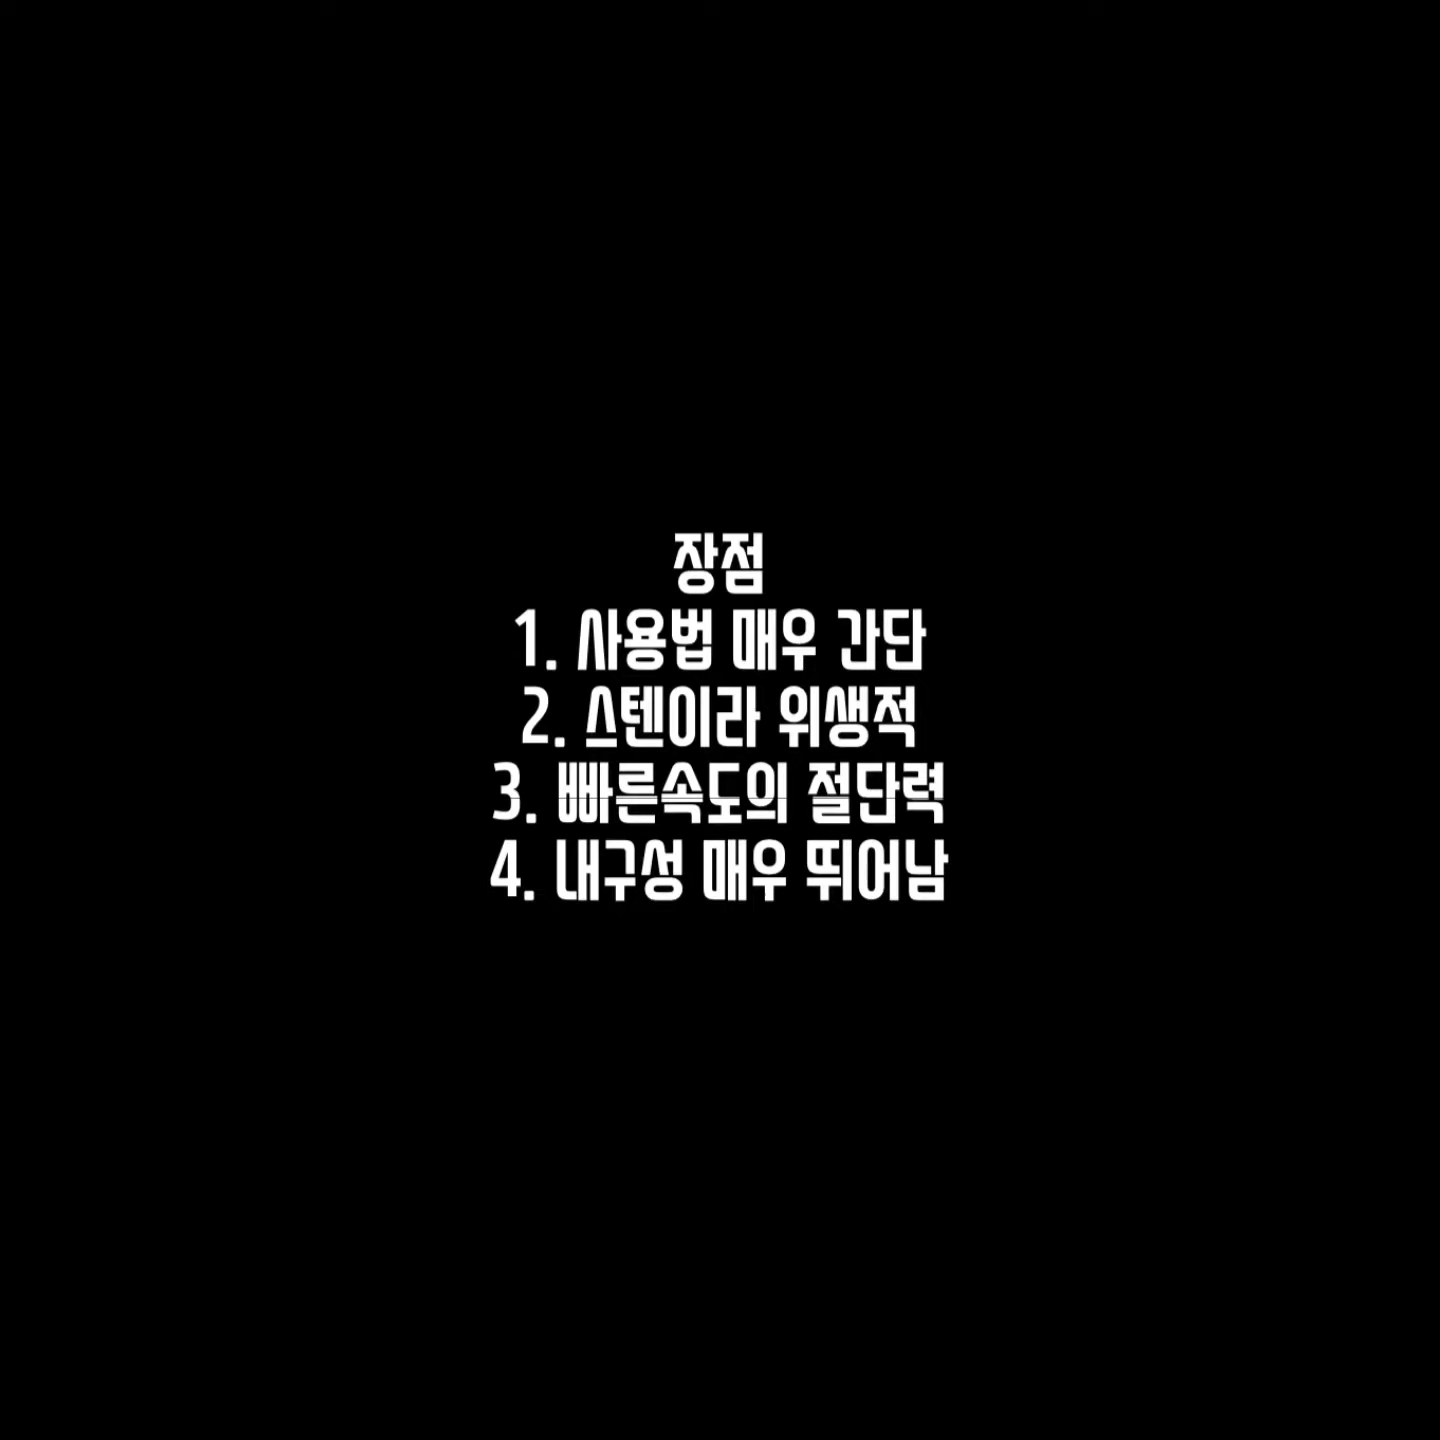 장점
1. 사용법 매우 간단
2. 스텐이라 위생적
3. 빠른속도의 절단력
4. 내구성 매우 뛰어남